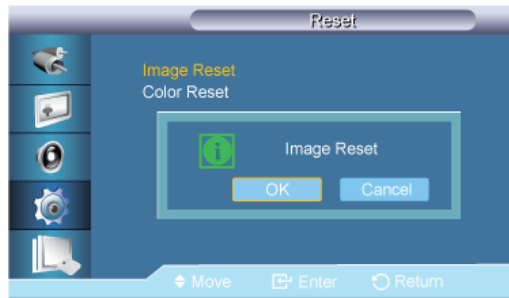 Reset
Image Reset
Color Reset
Image Reset
OK Cancel
Move Enter Return